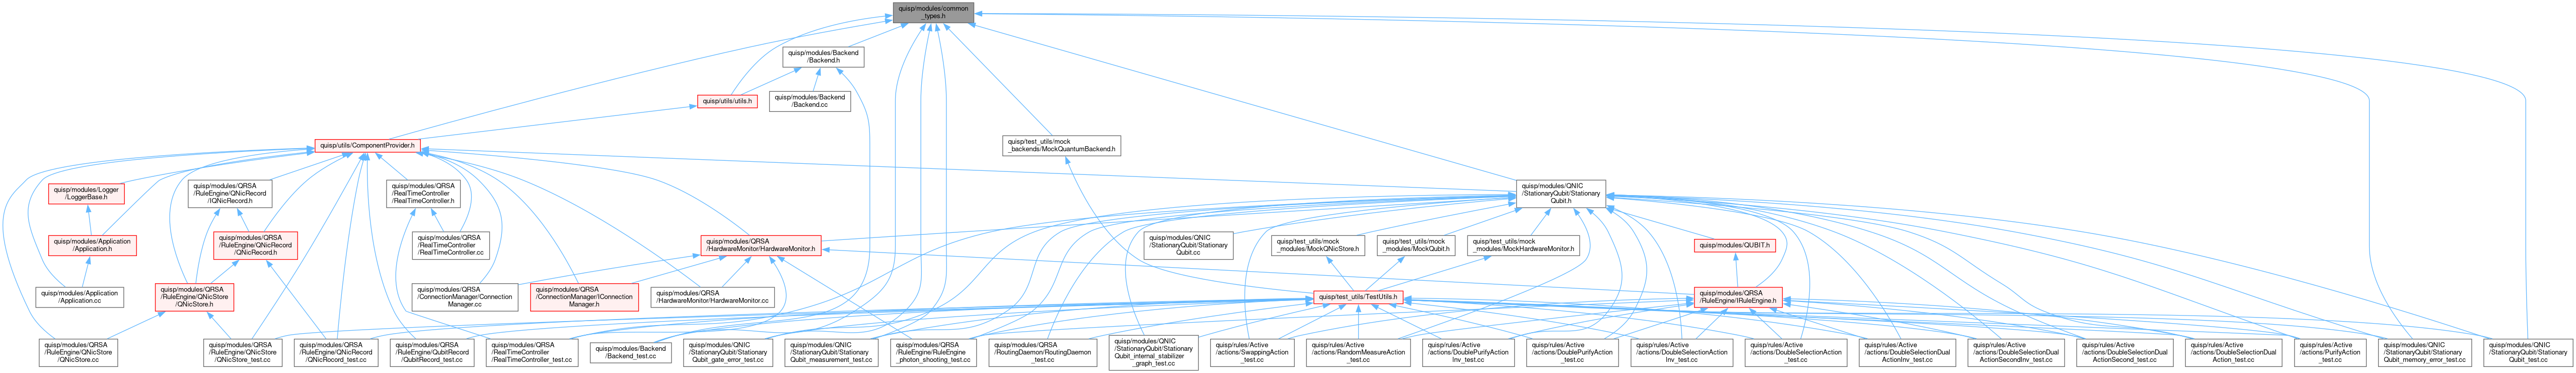 quisp/modules/common
_types.h
quisp/modules/Backend
/Backend.h
quisp/utils/utils.h
quisp/modules/Backend
/Backend.cc
quisp/utils/ComponentProvider.h
quisp/test_utils/mock
_backends/MockQuantumBackend.h
quisp/modules/Logger
/LoggerBase.h
quisp/modules/QRSA
/RuleEngine/QNicRecord
/IQNicRecord.h
quisp/modules/QRSA
/RealTimeController
/RealTimeController.h
quisp/modules/QNIC
/StationaryQubit/Stationary
Qubit.h
quisp/modules/Application
/Application.h
quisp/modules/QRSA
/RuleEngine/QNicRecord
/QNicRecord.h
quisp/modules/QRSA
/RealTimeController
/RealTimeController.cc
quisp/modules/QRSA
/HardwareMonitor/HardwareMonitor.h
quisp/modules/QNIC
/StationaryQubit/Stationary
Qubit.cc
quisp/test_utils/mock
_modules/MockQNicStore.h
quisp/test_utils/mock
_modules/MockQubit.h
quisp/test_utils/mock
_modules/MockHardwareMonitor.h
quisp/modules/QUBIT.h
quisp/modules/Application
/Application.cc
quisp/modules/QRSA
/RuleEngine/QNicStore
/QNicStore.h
quisp/modules/QRSA
/ConnectionManager/Connection
Manager.cc
quisp/modules/QRSA
/ConnectionManager/IConnection
Manager.h
quisp/modules/QRSA
/HardwareMonitor/HardwareMonitor.cc
quisp/test_utils/TestUtils.h
quisp/modules/QRSA
/RuleEngine/IRuleEngine.h
quisp/modules/QRSA
/RuleEngine/QNicStore
/QNicStore.cc
quisp/modules/QRSA
/RuleEngine/QNicStore
/QNicStore_test.cc
quisp/modules/QRSA
/RuleEngine/QNicRecord
/QNicRocord_test.cc
quisp/modules/QRSA
/RuleEngine/QubitRecord
/QubitRecord_test.cc
quisp/modules/QRSA
/RealTimeController
/RealTimeController_test.cc
quisp/modules/Backend
/Backend_test.cc
quisp/modules/QNIC
/StationaryQubit/Stationary
Qubit_gate_error_test.cc
quisp/modules/QNIC
/StationaryQubit/Stationary
Qubit_measurement_test.cc
quisp/modules/QRSA
/RuleEngine/RuleEngine
_photon_shooting_test.cc
quisp/modules/QRSA
/RoutingDaemon/RoutingDaemon
_test.cc
quisp/modules/QNIC
/StationaryQubit/Stationary
Qubit_internal_stabilizer
_graph_test.cc
quisp/rules/Active
/actions/SwappingAction
_test.cc
quisp/rules/Active
/actions/RandomMeasureAction
_test.cc
quisp/rules/Active
/actions/DoublePurifyAction
Inv_test.cc
quisp/rules/Active
/actions/DoublePurifyAction
_test.cc
quisp/rules/Active
/actions/DoubleSelectionAction
Inv_test.cc
quisp/rules/Active
/actions/DoubleSelectionAction
_test.cc
quisp/rules/Active
/actions/DoubleSelectionDual
ActionInv_test.cc
quisp/rules/Active
/actions/DoubleSelectionDual
ActionSecondInv_test.cc
quisp/rules/Active
/actions/DoubleSelectionDual
ActionSecond_test.cc
quisp/rules/Active
/actions/DoubleSelectionDual
Action_test.cc
quisp/rules/Active
/actions/PurifyAction
_test.cc
quisp/modules/QNIC
/StationaryQubit/Stationary
Qubit_memory_error_test.cc
quisp/modules/QNIC
/StationaryQubit/Stationary
Qubit_test.cc